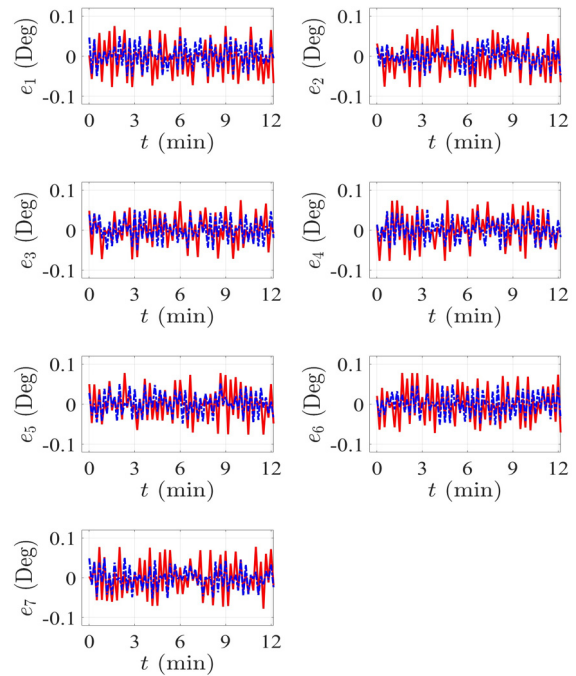 e1 (Deg)
0.1
0
-0.1
0 3 6 9 12
t (min)
e2 (Deg)
0.1
0
-0.1
0 3 6 9 12
t (min)
e3 (Deg)
0.1
0
-0.1
0 3 6 9 12
t (min)
e4 (Deg)
0.1
0
-0.1
0 3 6 9 12
t (min)
e5 (Deg)
0.1
0
-0.1
0 3 6 9 12
t (min)
e6 (Deg)
0.1
0
-0.1
0 3 6 9 12
t (min)
e7 (Deg)
0.1
0
-0.1
0 3 6 9 12
t (min)